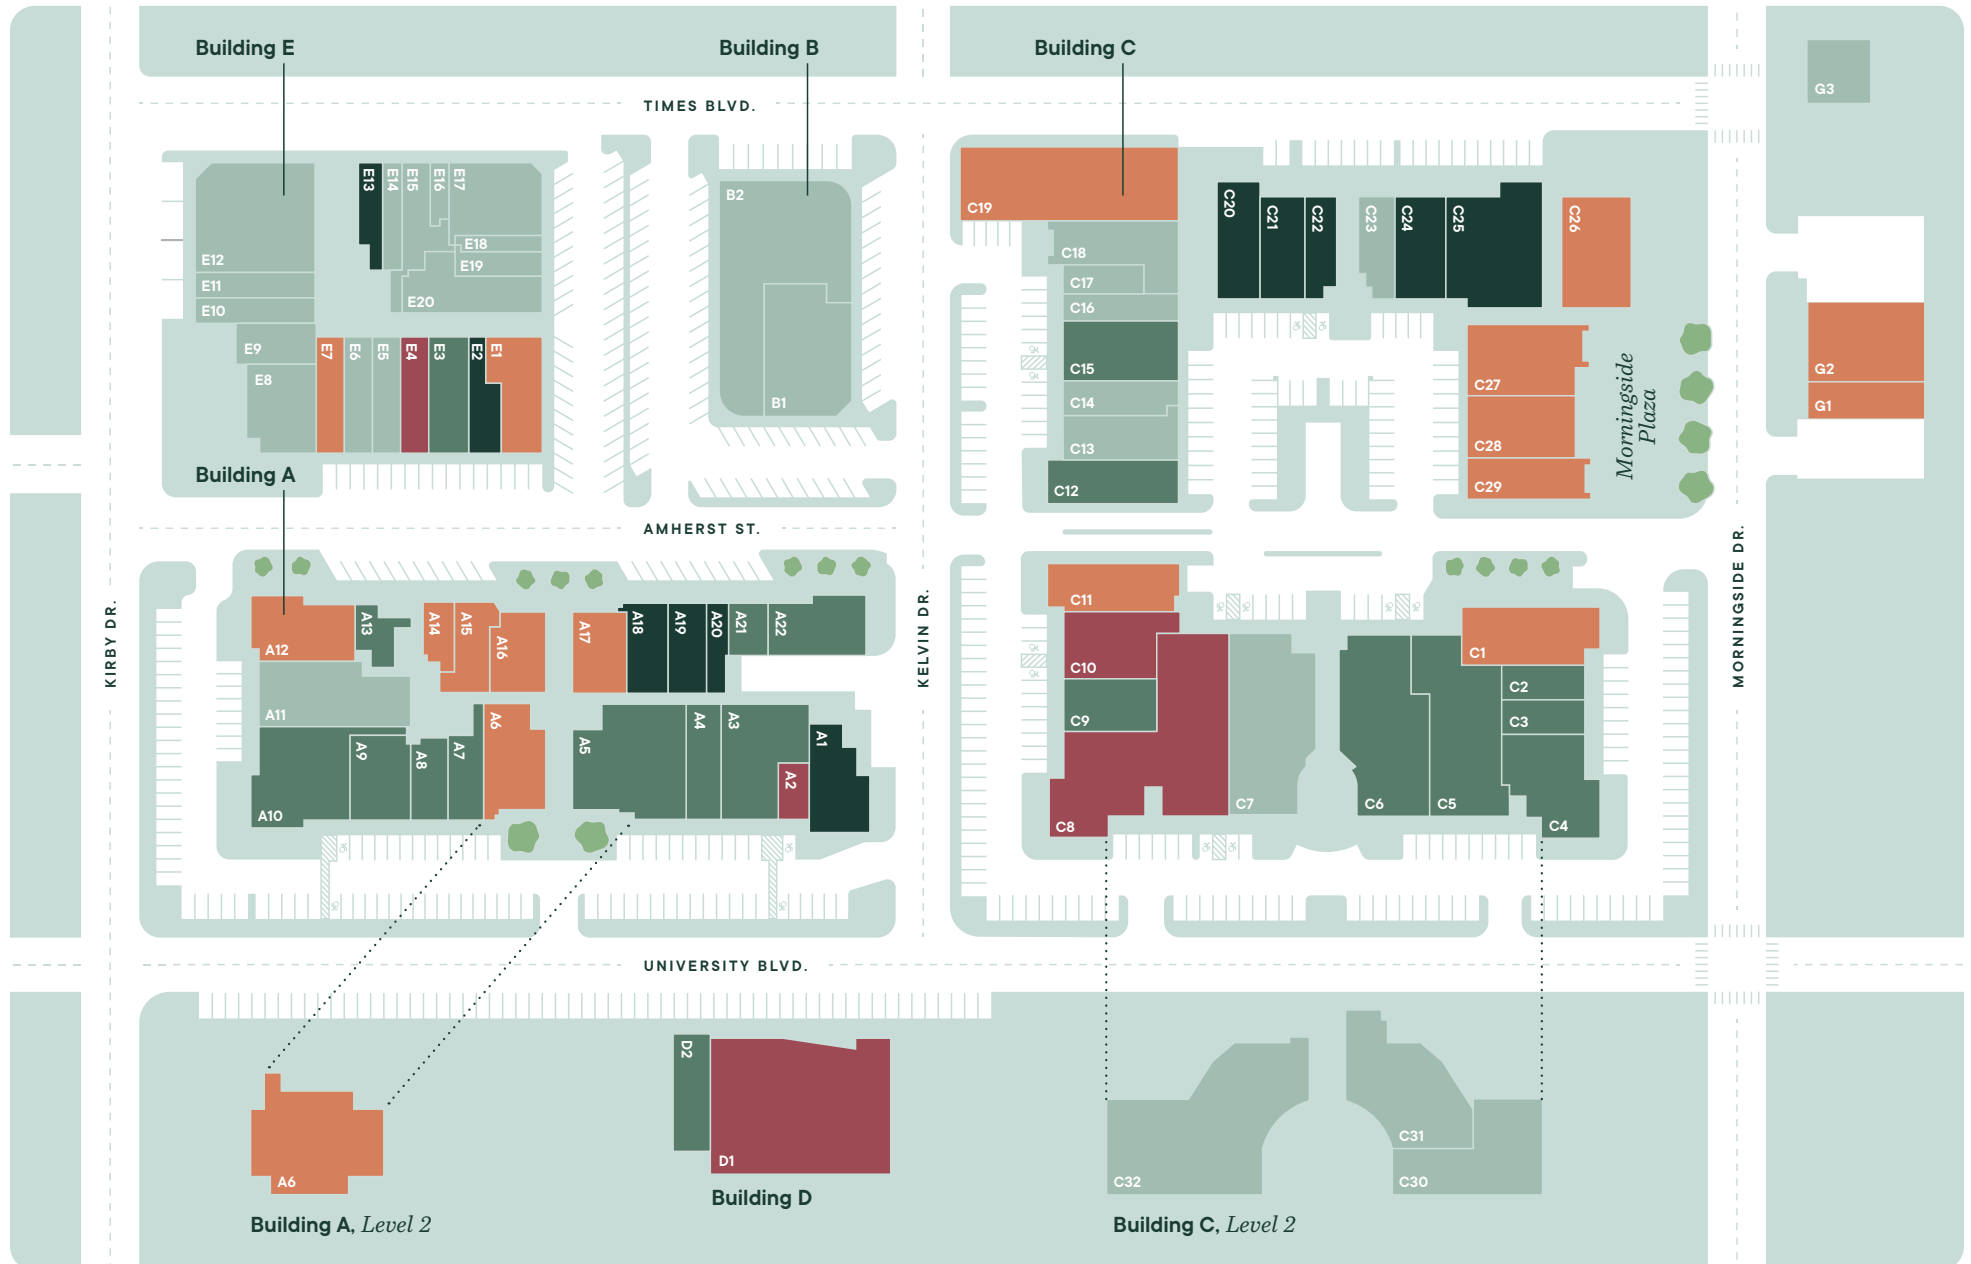 Building E
Building B
Building C
TIMES BLVD.
G3
E13
E14
E15
E16
E17
E18
E19
E20
E12
E11
E10
E9
E8
E7
E6
E5
E4
E3
E2
E1
B2
B1
C19
C18
C17
C16
C15
C14
C13
C12
C20
C21
C22
C23
C24
C25
C26
C27
C28
C29
Morningside
Plaza
G2
G1
Building A
AMHERST ST.
KIRBY DR.
KELVIN DR.
MORNINGSIDE DR.
A12
A13
A14
A15
A16
A17
A18
A19
A20
A21
A22
A11
A10
A9
A8
A7
A6
A5
A4
A3
A2
A1
C11
C10
C9
C8
C7
C6
C5
C4
C3
C2
C1
UNIVERSITY BLVD.
A6
Building A, Level 2
D2
D1
Building D
C32
C31
C30
Building C, Level 2